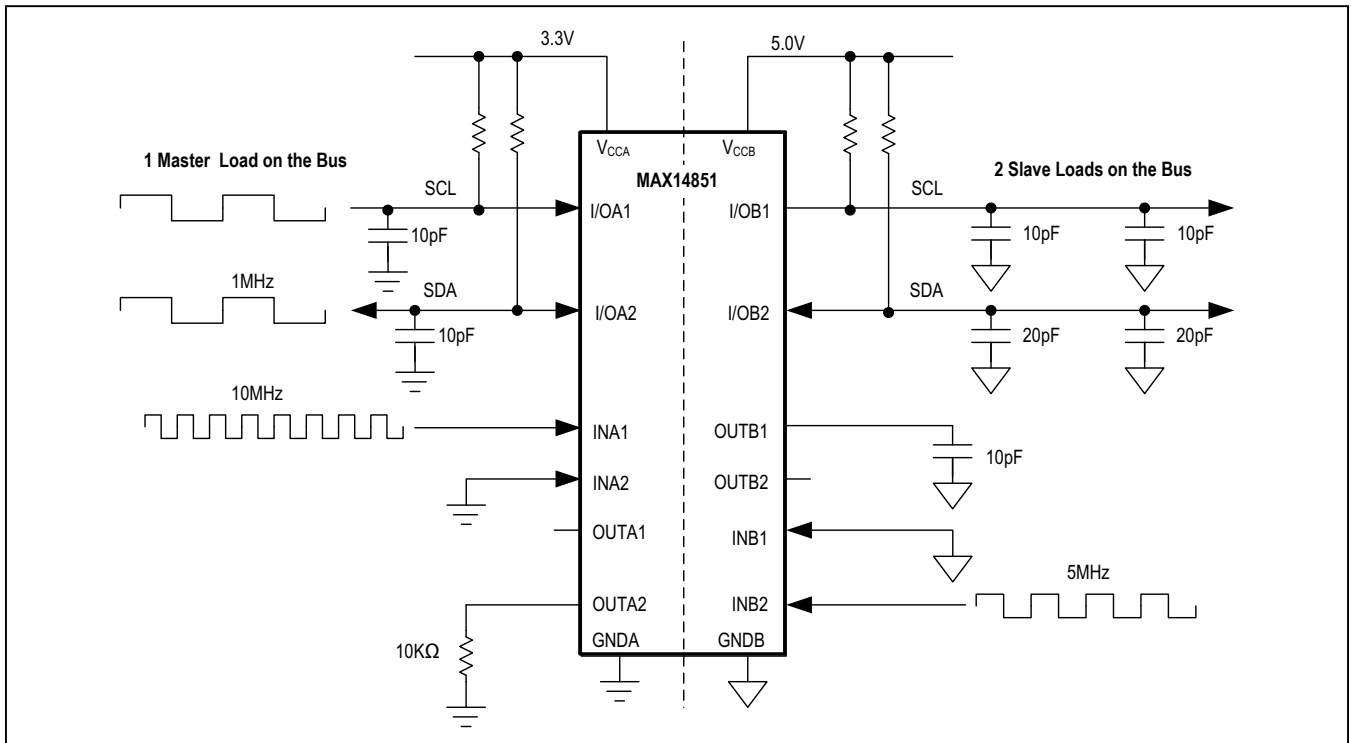 3.3V
5.0V
1 Master Load on the Bus
2 Slave Loads on the Bus
VCCA
VCCB
MAX14851
SCL
I/OA1
I/OB1
SCL
10pF
10pF
10pF
1MHz
SDA
I/OA2
I/OB2
SDA
10pF
20pF
20pF
10MHz
INA1
OUTB1
10pF
INA2
OUTB2
OUTA1
INB1
5MHz
OUTA2
INB2
10KΩ
GNDA
GNDB